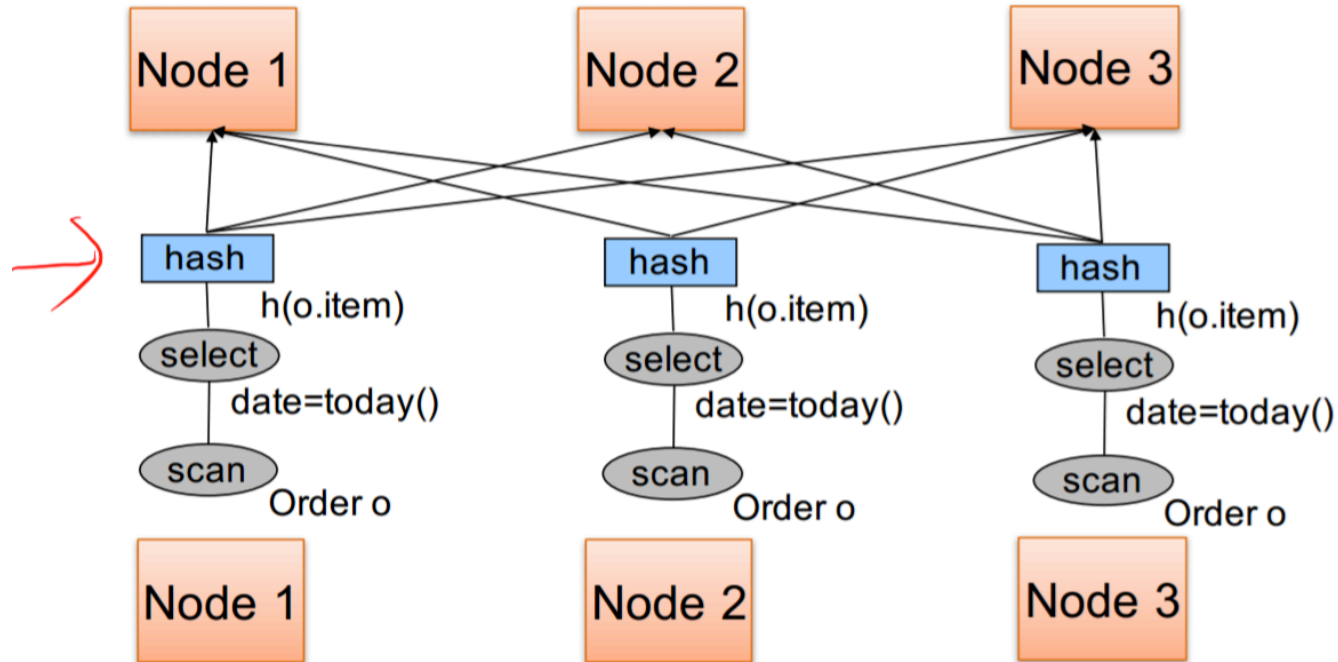 Node 1
Node 2
Node 3
hash
hash
hash
h(o.item)
h(o.item)
h(o.item)
select
select
select
date=today()
date=today()
date=today()
scan
scan
scan
Order o
Order o
Order o
Node 1
Node 2
Node 3